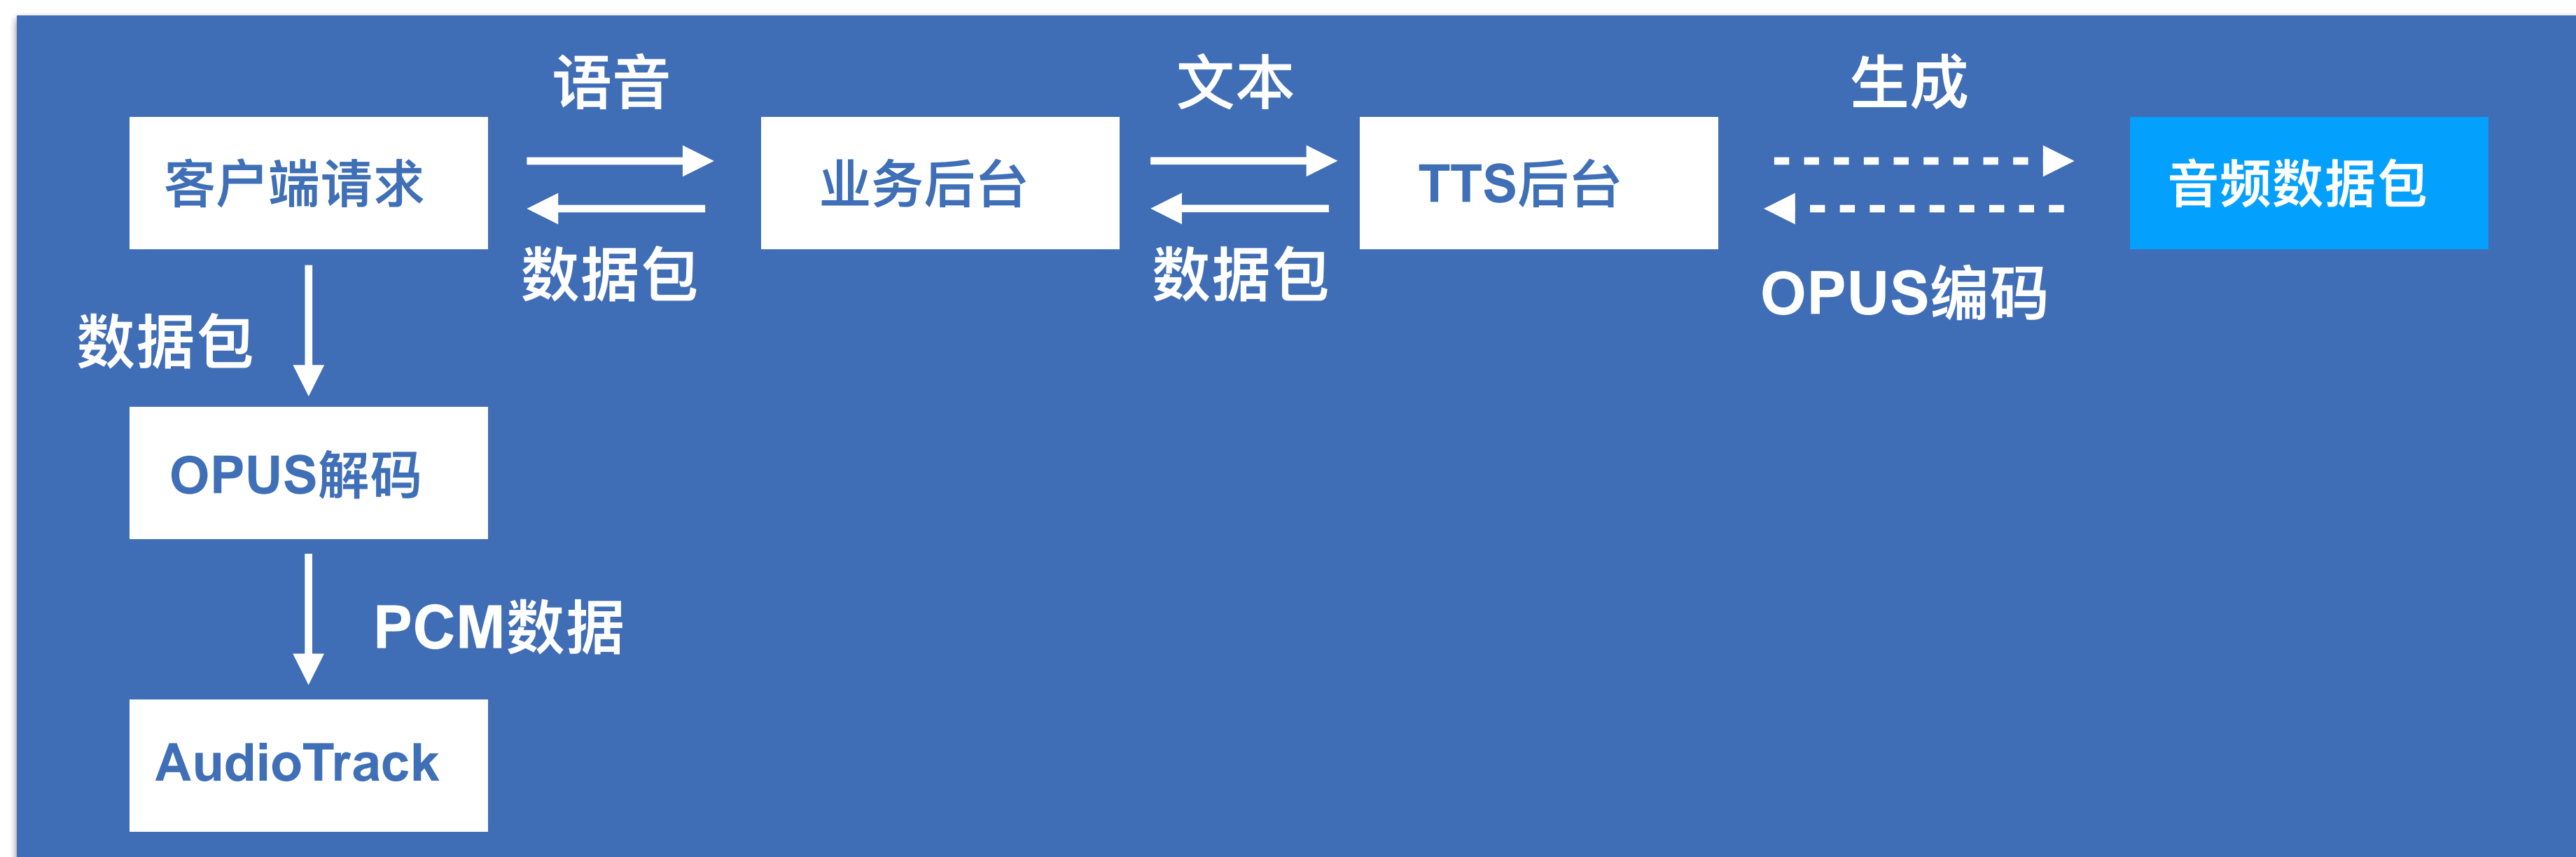 语音
文本
生成
客户端请求
业务后台
TTS后台
音频数据包
数据包
数据包
OPUS编码
数据包
OPUS解码
PCM数据
AudioTrack